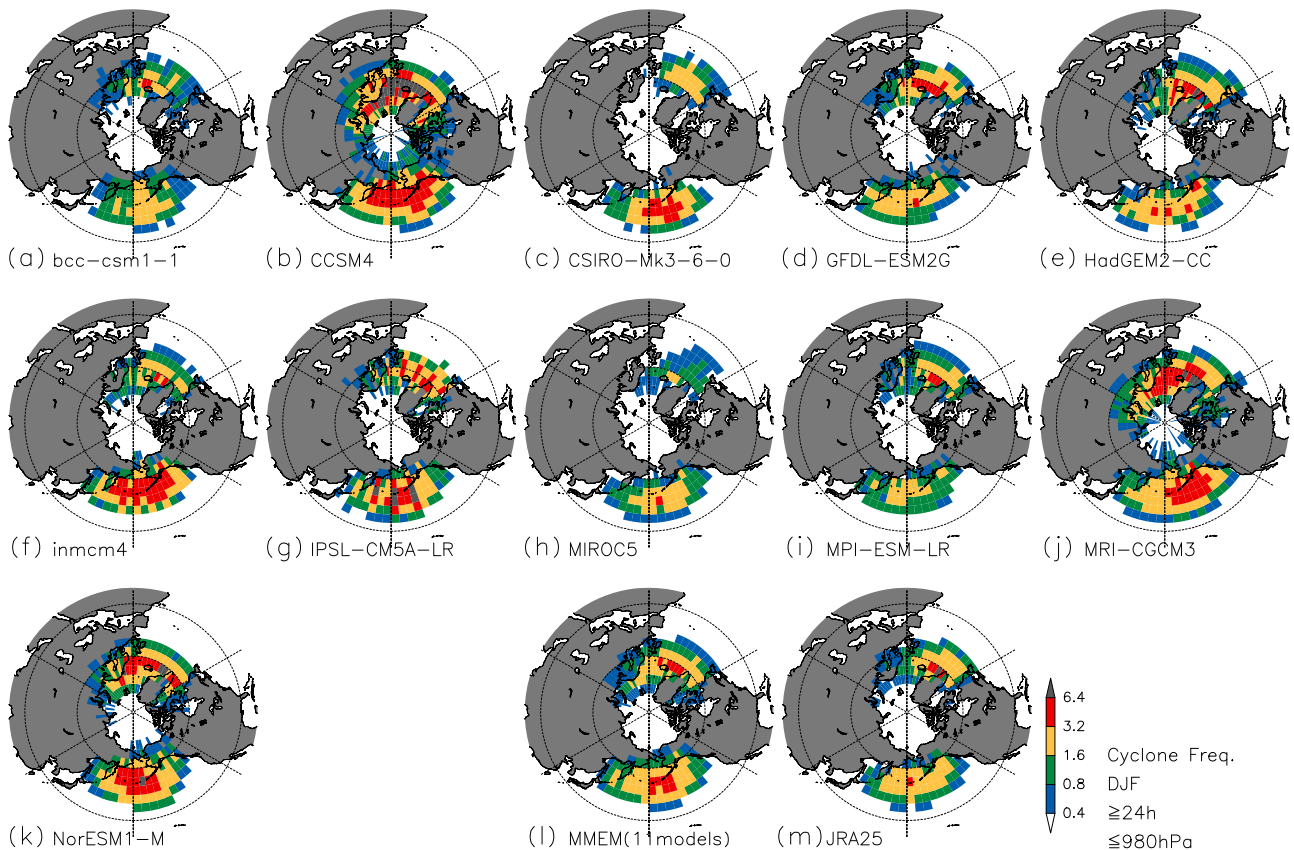 (a) bcc-csm1-1
(b) CCSM4
(c) CSIRO-Mk3-6-0
(d) GFDL-ESM2G
(e) HadGEM2-CC
(f) inmcm4
(g) IPSL-CM5A-LR
(h) MIROC5
(i) MPI-ESM-LR
(j) MRI-CGCM3
(k) NorESM1-M
(l) MMEM(11models)
(m) JRA25
6.4
3.2
1.6
0.8
0.4
Cyclone Freq.
DJF
≧24h
≦980hPa